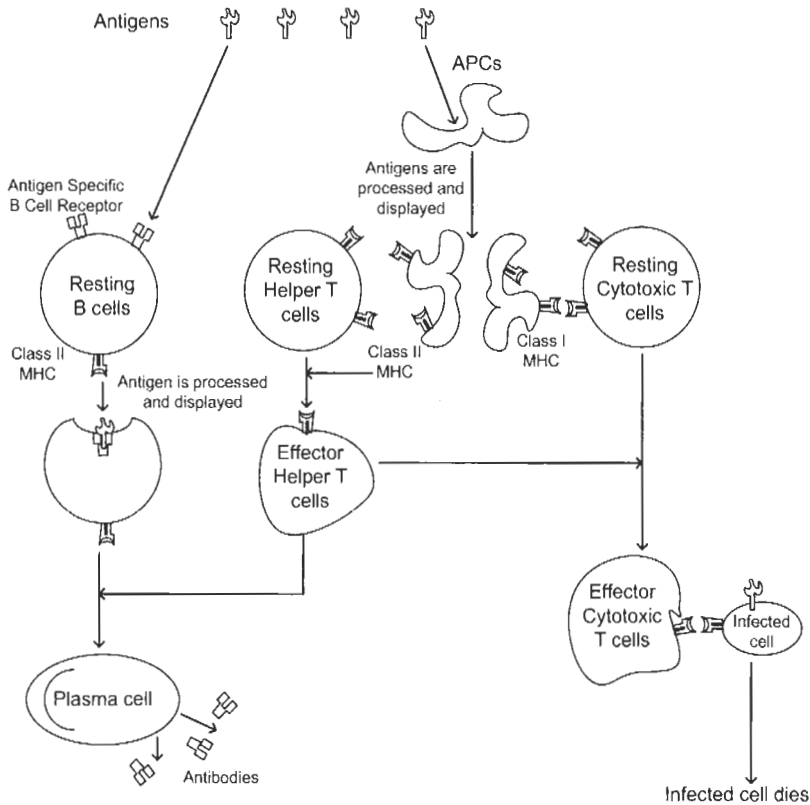 Antigens
APCs
Antigens are
processed and
displayed
Antigen Specific
B Cell Receptor
Resting
B cells
Resting
Helper T
cells
Resting
Cytotoxic T
cells
Class II
MHC
Class II
MHC
Class I
MHC
Antigen is processed
and displayed
Effector
Helper T
cells
Effector
Cytotoxic
T cells
Infected
cell
Plasma cell
Antibodies
Infected cell dies